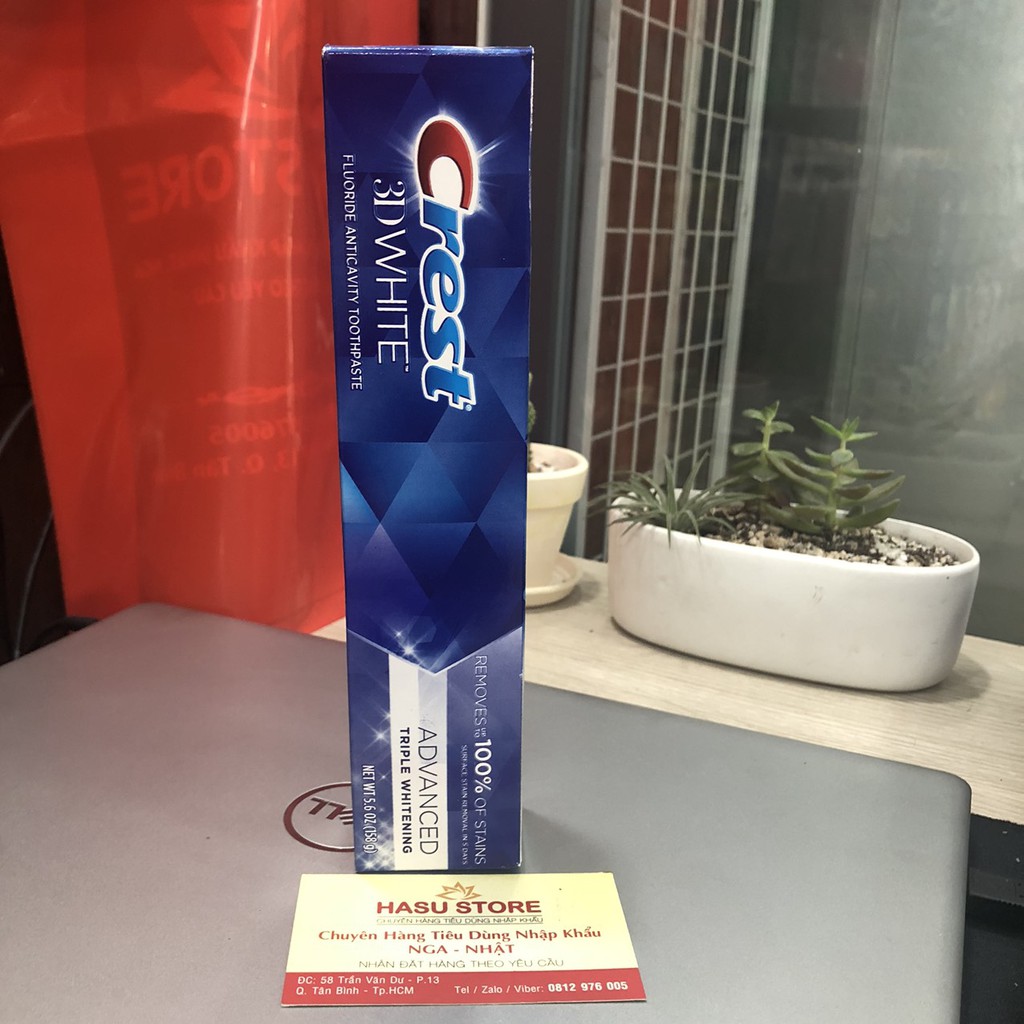 Crest
3DWHITE™
FLUORIDE ANTICAVITY TOOTHPASTE
REMOVES UP TO 100% OF STAINS
SURFACE STAIN REMOVAL IN 5 DAYS
ADVANCED
TRIPLE WHITENING
NET WT 5.6 OZ (158 g)
HASU STORE
CHUYÊN HÀNG TIÊU DÙNG NHẬP KHẨU
Chuyên Hàng Tiêu Dùng Nhập Khẩu
NGA - NHẬT
NHẬN ĐẶT HÀNG THEO YÊU CẦU
ĐC: 58 Trần Văn Dư - P.13
Q. Tân Bình - Tp.HCM
Tel / Zalo / Viber: 0812 976 005
STORE